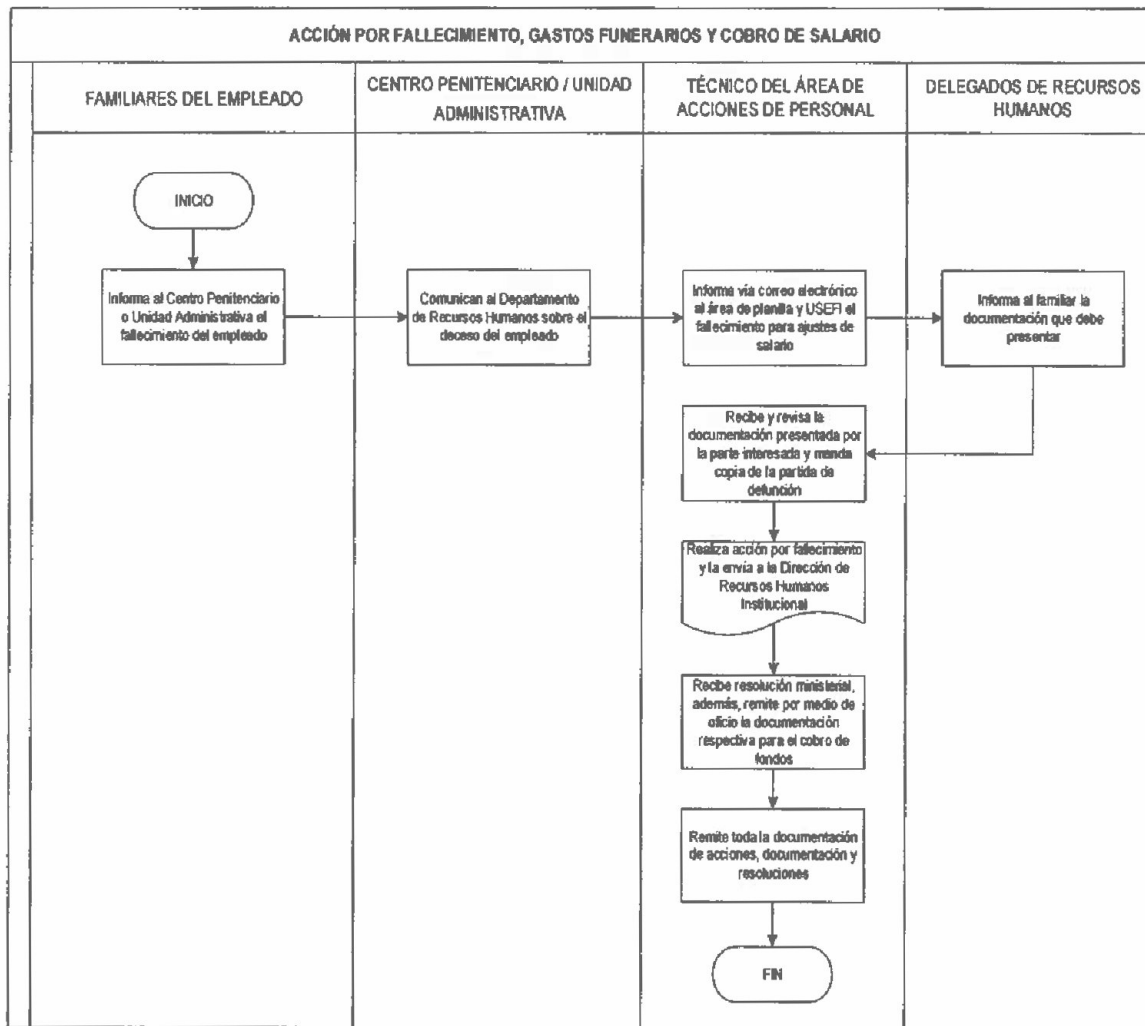 ACCIÓN POR FALLECIMIENTO, GASTOS FUNERARIOS Y COBRO DE SALARIO
FAMILIARES DEL EMPLEADO
CENTRO PENITENCIARIO / UNIDAD
ADMINISTRATIVA
TÉCNICO DEL ÁREA DE
ACCIONES DE PERSONAL
DELEGADOS DE RECURSOS
HUMANOS
INICIO
Informa al Centro Penitenciario
o Unidad Administrativa el
fallecimiento del empleado
Comunican al Departamento
de Recursos Humanos sobre el
deceso del empleado
Informa vía correo electrónico
al área de planilla y USEFI el
fallecimiento para ajustes de
salario
Informa al familiar la
documentación que debe
presentar
Recibe y revisa la
documentación presentada por
la parte interesada y manda
copia de la partida de
defunción
Realiza acción por fallecimiento
y la envía a la Dirección de
Recursos Humanos
Institucional
Recibe resolución ministerial,
además, remite por medio de
oficio la documentación
respectiva para el cobro de
fondos
Remite toda la documentación
de acciones, documentación y
resoluciones
FIN